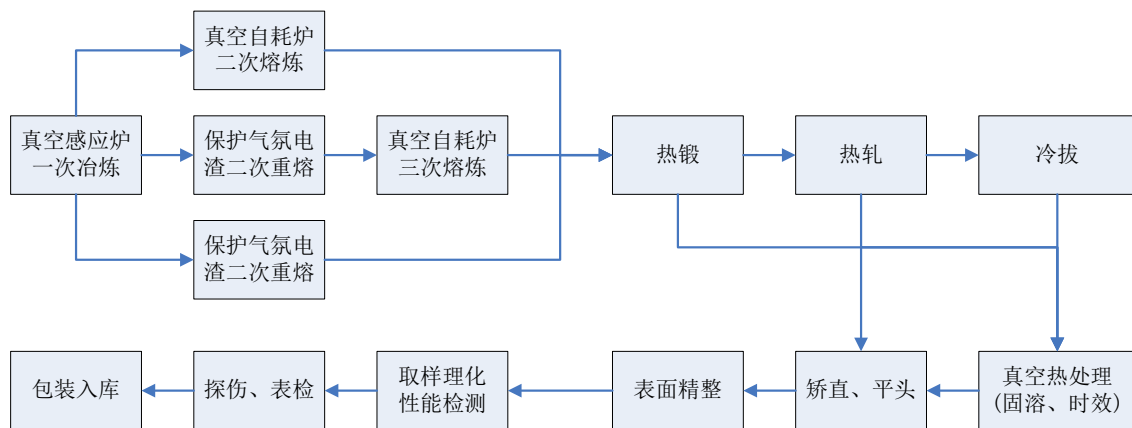 真空自耗炉
二次熔炼
真空感应炉
一次冶炼
保护气氛电
渣二次重熔
真空自耗炉
三次熔炼
热锻
热轧
冷拔
保护气氛电
渣二次重熔
包装入库
探伤、表检
取样理化
性能检测
表面精整
矫直、平头
真空热处理
(固溶、时效)